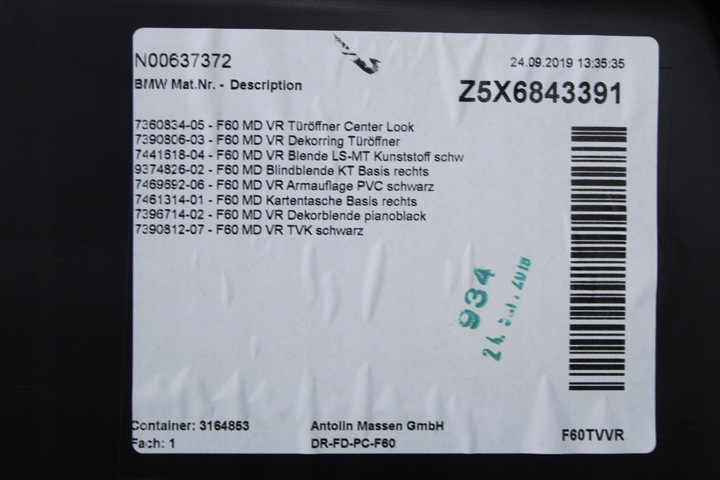 N00637372
24.09.2019 13:35:35
BMW Mat.Nr. - Description
Z5X6843391
7360834-05 - F60 MD VR Türöffner Center Look
7390806-03 - F60 MD VR Dekorring Türöffner
7441618-04 - F60 MD VR Blende LS-MT Kunststoff schw
9374826-02 - F60 MD Blindblende KT Basis rechts
7469692-06 - F60 MD VR Armauflage PVC schwarz
7461314-01 - F60 MD Kartentasche Basis rechts
7396714-02 - F60 MD VR Dekorblende pianoblack
7390812-07 - F60 MD VR TVK schwarz
934
Container: 3164853
Antolin Massen GmbH
Fach: 1
DR-FD-PC-F60
F60TVVR